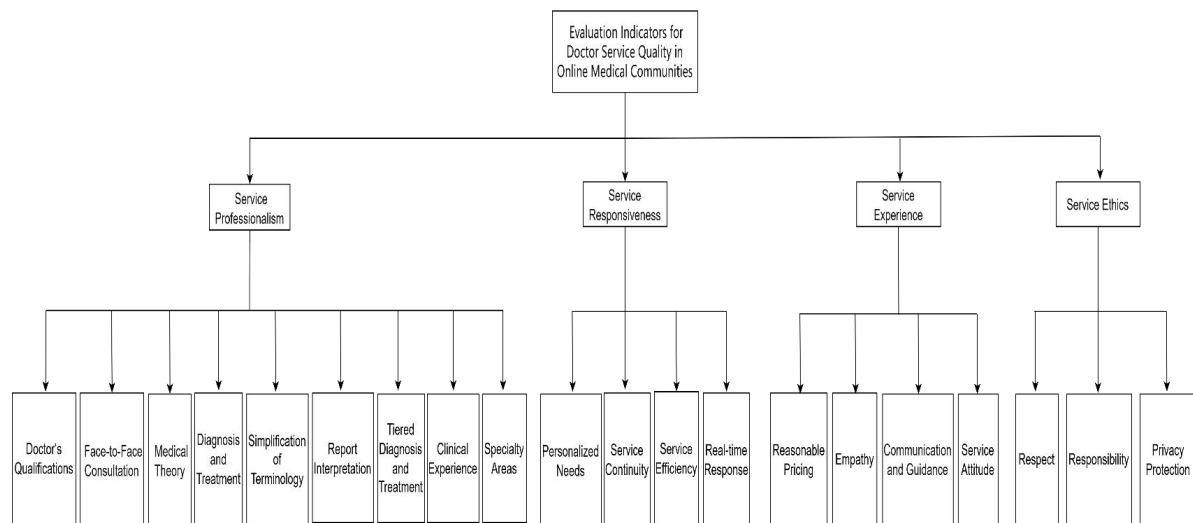 Evaluation Indicators for
Doctor Service Quality in
Online Medical Communities
Service
Professionalism
Service
Responsiveness
Service
Experience
Service Ethics
Doctor's
Qualifications
Face-to-Face
Consultation
Medical
Theory
Diagnosis
and
Treatment
Simplification
of
Terminology
Report
Interpretation
Tiered
Diagnosis
and
Treatment
Clinical
Experience
Specialty
Areas
Personalized
Needs
Service
Continuity
Service
Efficiency
Real-time
Response
Reasonable
Pricing
Empathy
Communication
and Guidance
Service
Attitude
Respect
Responsibility
Privacy
Protection